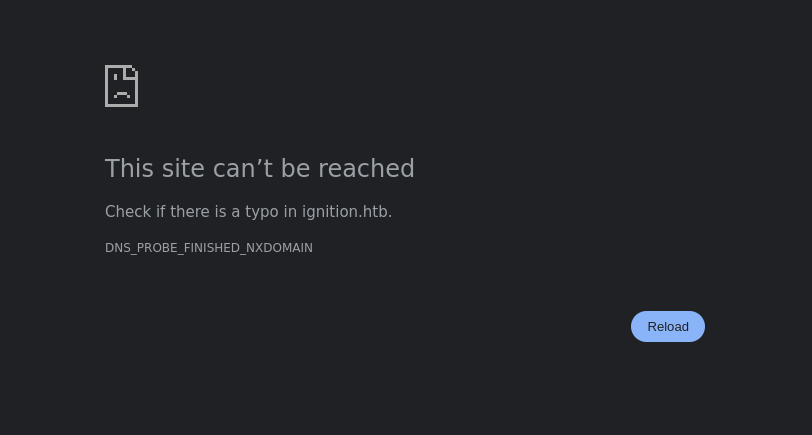 This site can’t be reached
Check if there is a typo in ignition.htb.
DNS_PROBE_FINISHED_NXDOMAIN
Reload